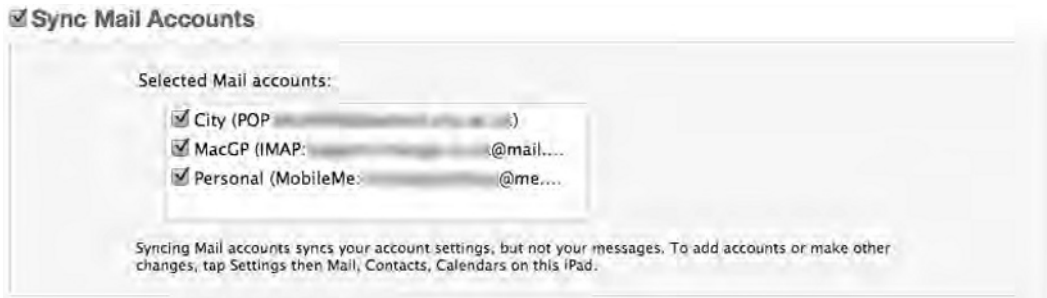 Sync Mail Accounts
Selected Mail accounts:
City (POP )
MacGP (IMAP: @mail....
Personal (MobileMe: @me....
Syncing Mail accounts syncs your account settings, but not your messages. To add accounts or make other
changes, tap Settings then Mail, Contacts, Calendars on this iPad.